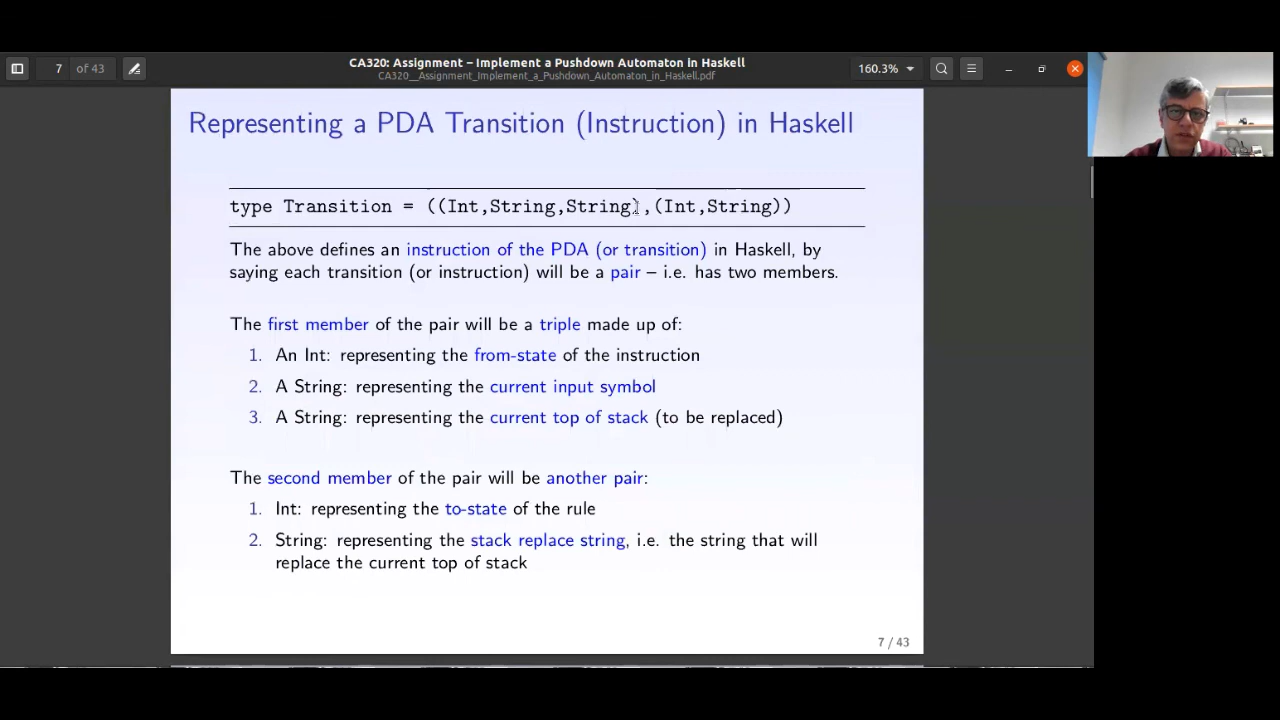 7 of 43
CA320: Assignment – Implement a Pushdown Automaton in Haskell
CA320__Assignment_Implement_a_Pushdown_Automaton_in_Haskell.pdf
160.3%
Representing a PDA Transition (Instruction) in Haskell
type Transition = ((Int,String,String),(Int,String))
The above defines an instruction of the PDA (or transition) in Haskell, by
saying each transition (or instruction) will be a pair – i.e. has two members.
The first member of the pair will be a triple made up of:
1. An Int: representing the from-state of the instruction
2. A String: representing the current input symbol
3. A String: representing the current top of stack (to be replaced)
The second member of the pair will be another pair:
1. Int: representing the to-state of the rule
2. String: representing the stack replace string, i.e. the string that will
replace the current top of stack
7 / 43